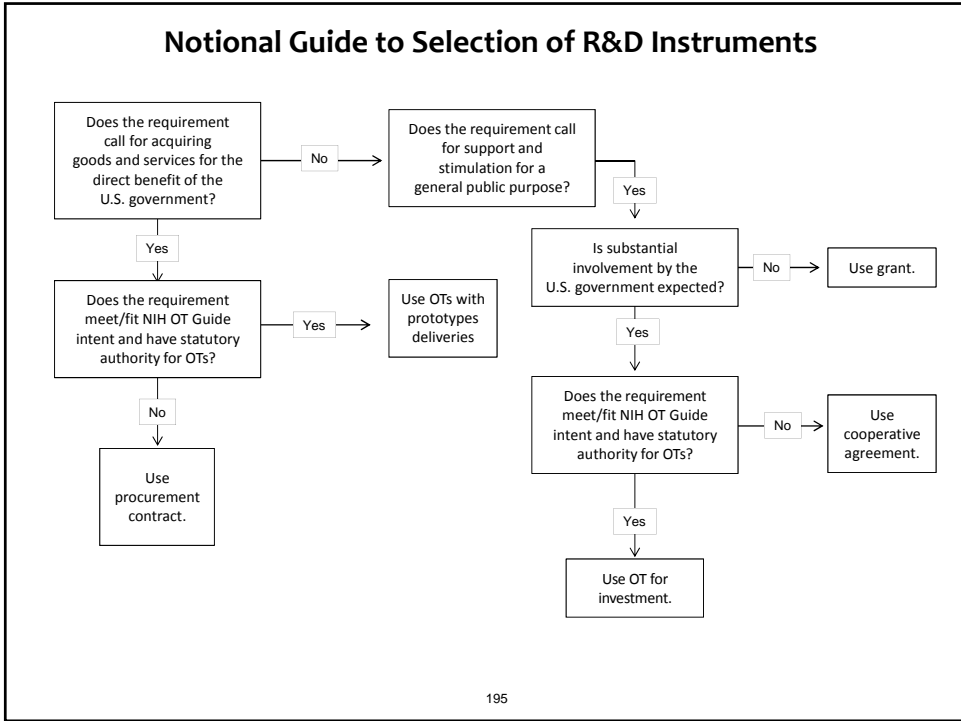 Notional Guide to Selection of R&D Instruments
Does the requirement
call for acquiring
goods and services for the
direct benefit of the
U.S. government?
No
Does the requirement call
for support and
stimulation for a
general public purpose?
Yes
Yes
Is substantial
involvement by the
U.S. government expected?
No
Use grant.
Does the requirement
meet/fit NIH OT Guide
intent and have statutory
authority for OTs?
Yes
Use OTs with
prototypes
deliveries
Yes
No
Does the requirement
meet/fit NIH OT Guide
intent and have statutory
authority for OTs?
No
Use
cooperative
agreement.
Use
procurement
contract.
Yes
Use OT for
investment.
195